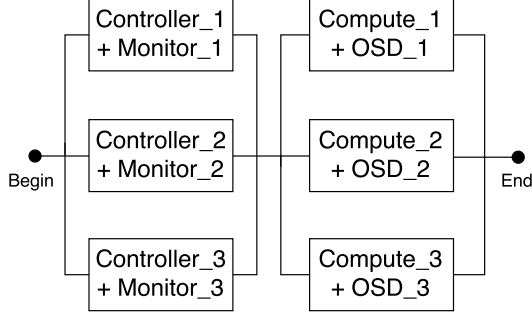 Controller_1
+ Monitor_1
Compute_1
+ OSD_1
Controller_2
+ Monitor_2
Compute_2
+ OSD_2
Begin
End
Controller_3
+ Monitor_3
Compute_3
+ OSD_3